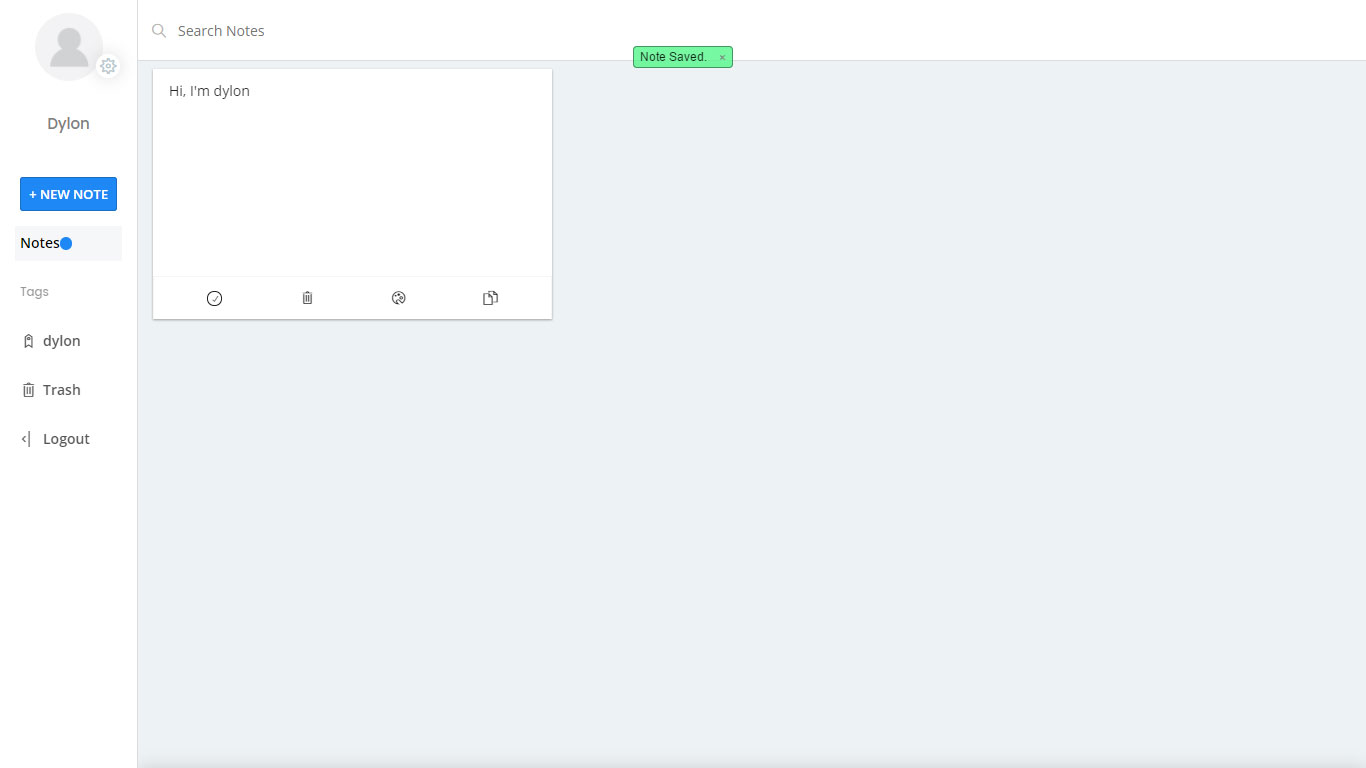 Search Notes
Note Saved. ×
Hi, I'm dylon
Dylon
+ NEW NOTE
Notes
Tags
dylon
Trash
Logout